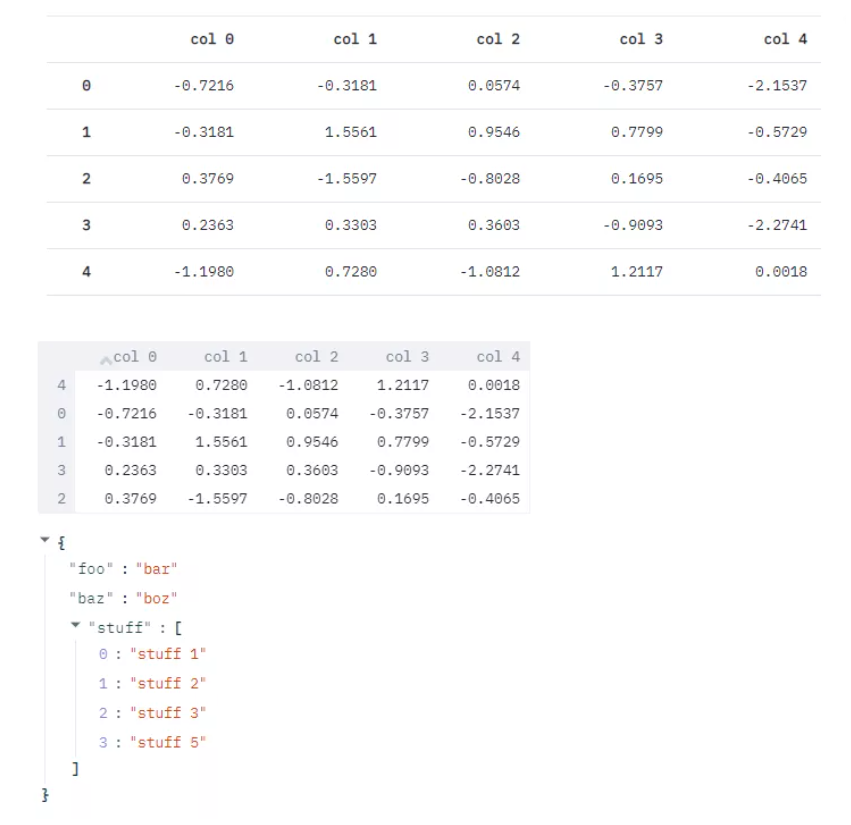 col 0 col 1 col 2 col 3 col 4
0 -0.7216 -0.3181 0.0574 -0.3757 -2.1537
1 -0.3181 1.5561 0.9546 0.7799 -0.5729
2 0.3769 -1.5597 -0.8028 0.1695 -0.4065
3 0.2363 0.3303 0.3603 -0.9093 -2.2741
4 -1.1980 0.7280 -1.0812 1.2117 0.0018
col 0 col 1 col 2 col 3 col 4
4 -1.1980 0.7280 -1.0812 1.2117 0.0018
0 -0.7216 -0.3181 0.0574 -0.3757 -2.1537
1 -0.3181 1.5561 0.9546 0.7799 -0.5729
3 0.2363 0.3303 0.3603 -0.9093 -2.2741
2 0.3769 -1.5597 -0.8028 0.1695 -0.4065
{
"foo" : "bar"
"baz" : "boz"
"stuff" : [
0 : "stuff 1"
1 : "stuff 2"
2 : "stuff 3"
3 : "stuff 5"
]
}